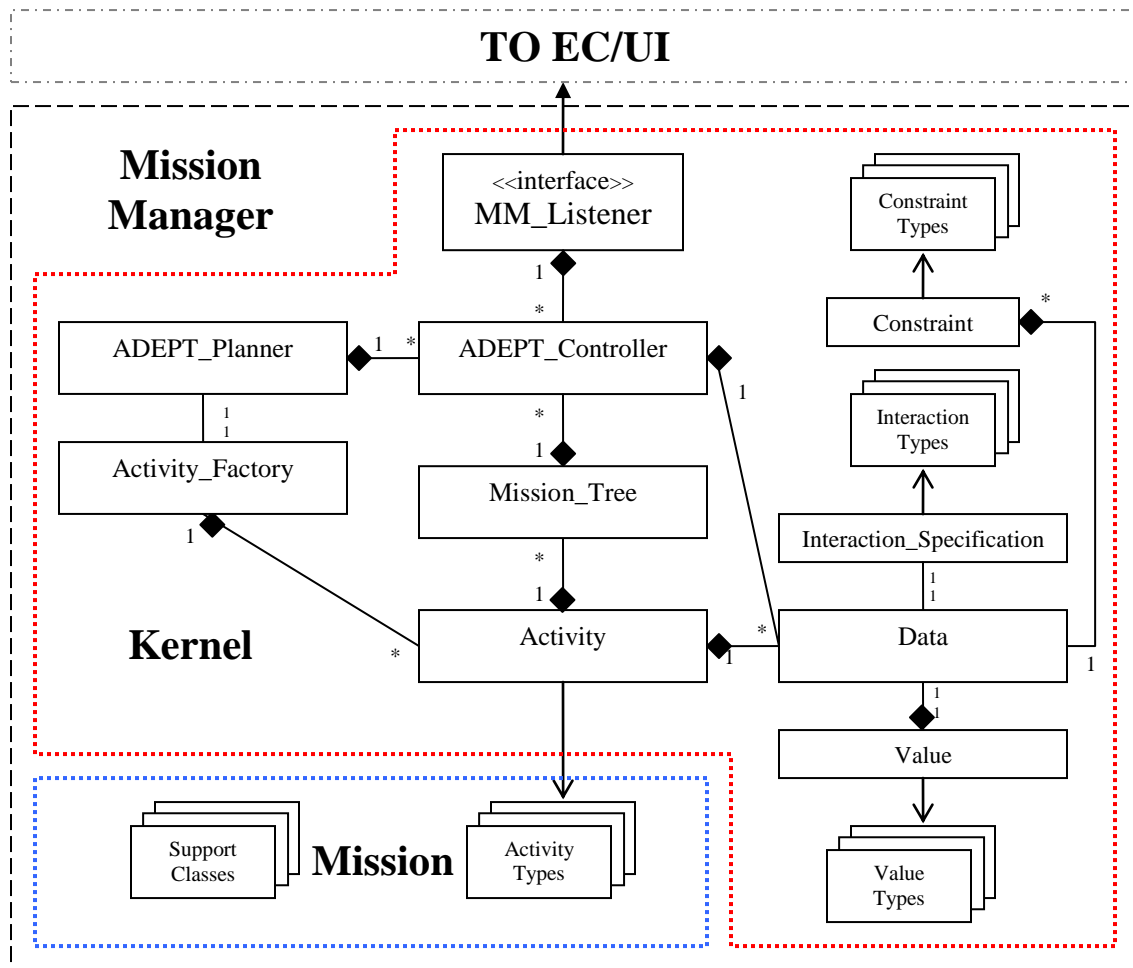 TO EC/UI
Mission
Manager
<<interface>>
MM_Listener
1
*
Constraint
Types
Constraint
*
ADEPT_Planner
1
*
ADEPT_Controller
1
1
1
*
1
Interaction
Types
Activity_Factory
1
Mission_Tree
*
1
Interaction_Specification
1
1
Kernel
*
Activity
1
*
Data
1
1
1
Value
Support
Classes
Mission
Activity
Types
Value
Types